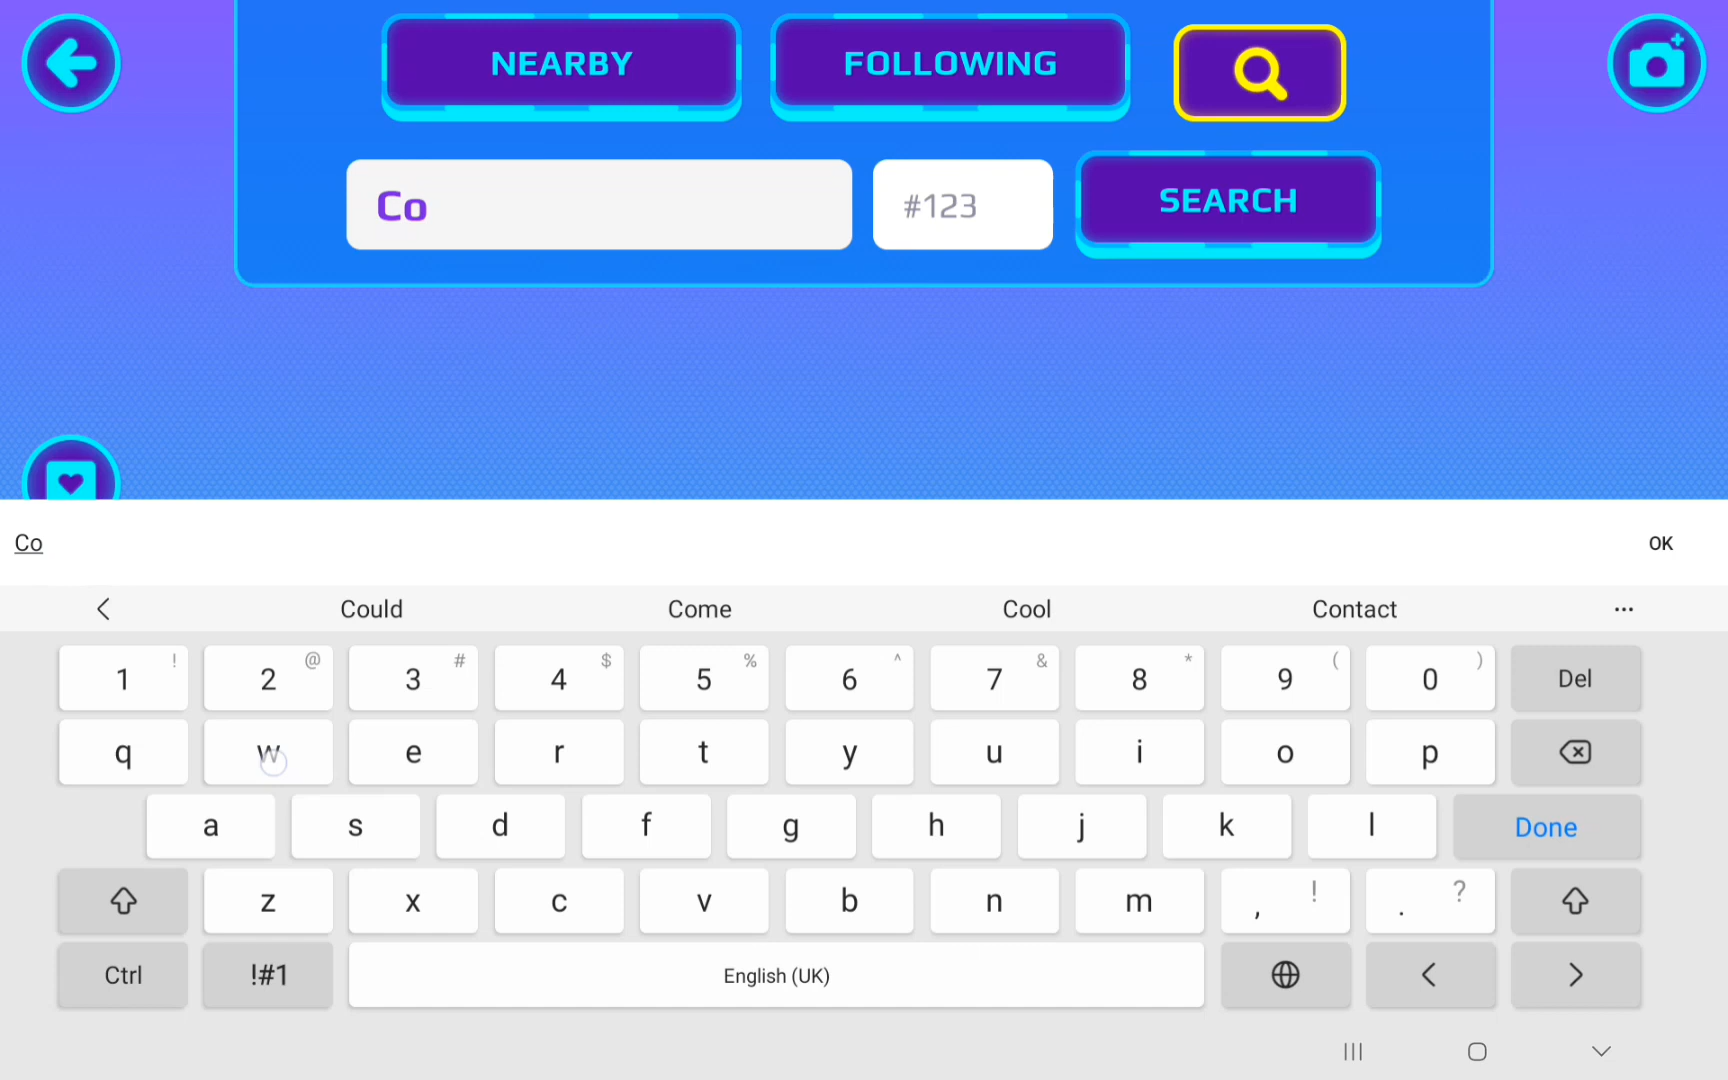 NEARBY FOLLOWING
Co #123 SEARCH
Co OK
Could Come Cool Contact ...
1 ! 2 @ 3 # 4 $ 5 % 6 ^ 7 & 8 * 9 ( 0 ) Del
q w e r t y u i o p
a s d f g h j k l Done
z x c v b n m , ! . ?
Ctrl !#1 English (UK)